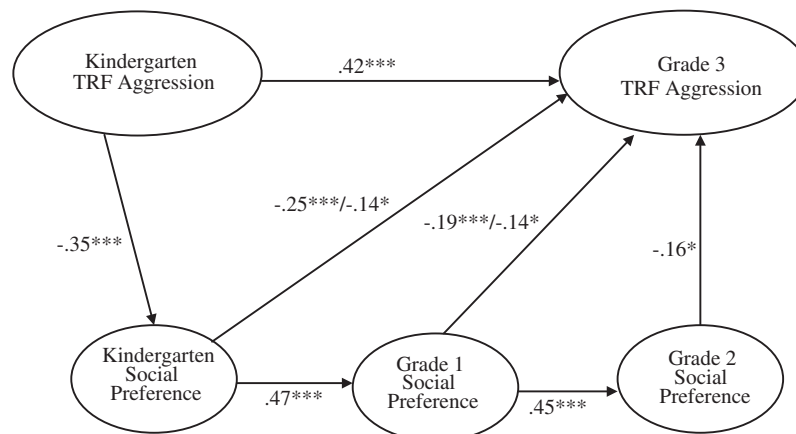 Kindergarten
TRF Aggression
.42***
Grade 3
TRF Aggression
-.25***/-.14*
-.19***/-.14*
-.35***
-.16*
Kindergarten
Social
Preference
.47***
Grade 1
Social
Preference
.45***
Grade 2
Social
Preference